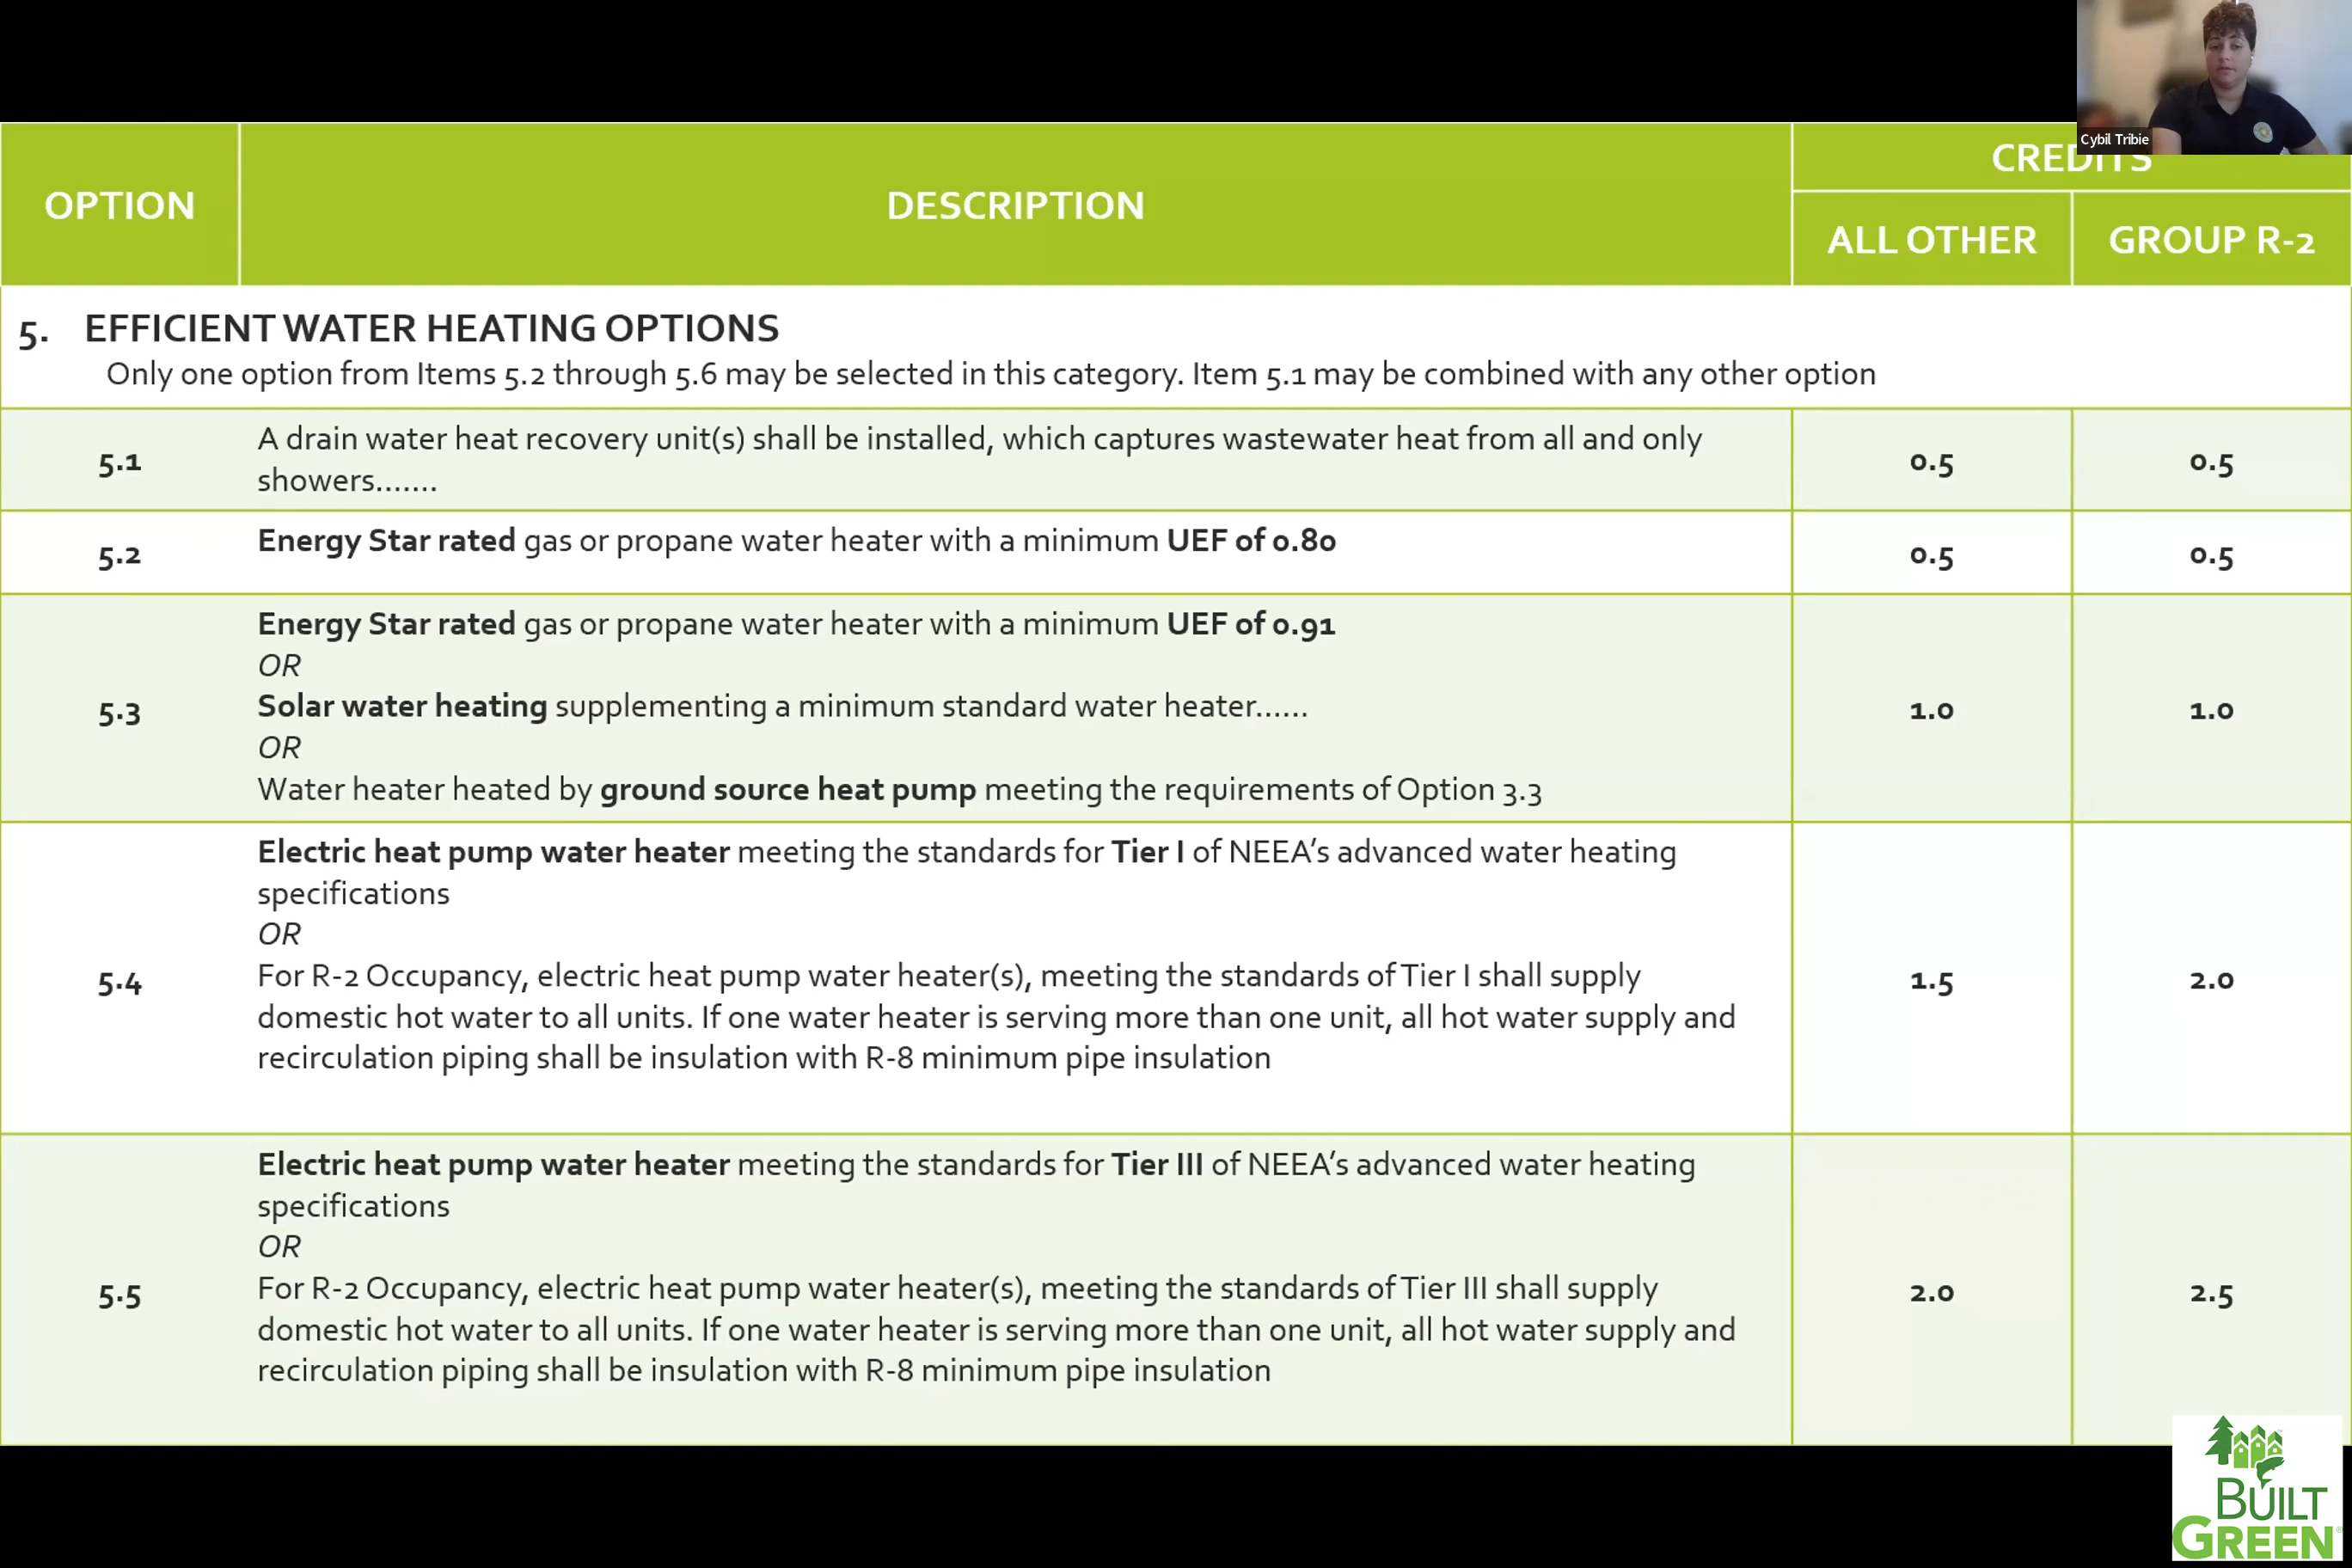 Cybil Tribie
CREDITS
OPTION
DESCRIPTION
ALL OTHER
GROUP R-2
5. EFFICIENT WATER HEATING OPTIONS
Only one option from Items 5.2 through 5.6 may be selected in this category. Item 5.1 may be combined with any other option
5.1
A drain water heat recovery unit(s) shall be installed, which captures wastewater heat from all and only
showers.......
0.5
0.5
5.2
Energy Star rated gas or propane water heater with a minimum UEF of 0.80
0.5
0.5
5.3
Energy Star rated gas or propane water heater with a minimum UEF of 0.91
OR
Solar water heating supplementing a minimum standard water heater......
OR
Water heater heated by ground source heat pump meeting the requirements of Option 3.3
1.0
1.0
5.4
Electric heat pump water heater meeting the standards for Tier I of NEEA's advanced water heating
specifications
OR
For R-2 Occupancy, electric heat pump water heater(s), meeting the standards of Tier I shall supply
domestic hot water to all units. If one water heater is serving more than one unit, all hot water supply and
recirculation piping shall be insulation with R-8 minimum pipe insulation
1.5
2.0
5.5
Electric heat pump water heater meeting the standards for Tier III of NEEA's advanced water heating
specifications
OR
For R-2 Occupancy, electric heat pump water heater(s), meeting the standards of Tier III shall supply
domestic hot water to all units. If one water heater is serving more than one unit, all hot water supply and
recirculation piping shall be insulation with R-8 minimum pipe insulation
2.0
2.5
BUILT
GREEN®